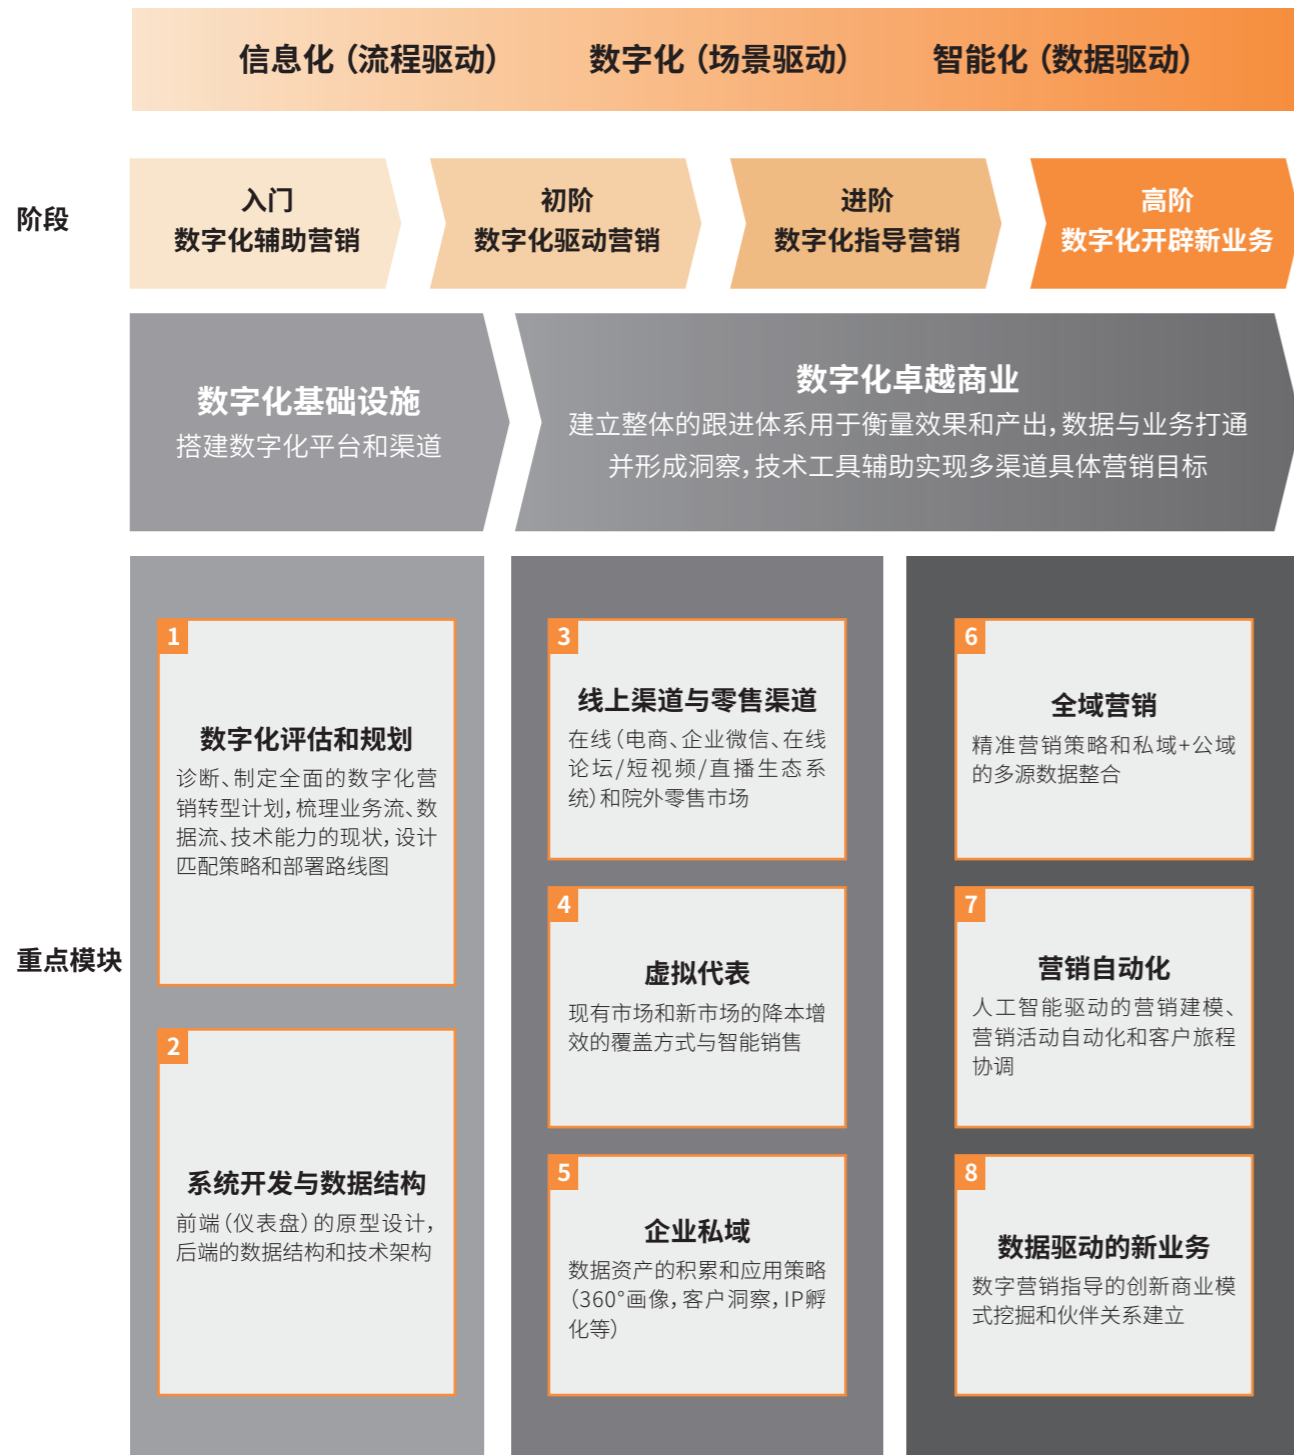 信息化（流程驱动）
数字化（场景驱动）
智能化（数据驱动）
阶段
入门
数字化辅助营销
初阶
数字化驱动营销
进阶
数字化指导营销
高阶
数字化开辟新业务
数字化基础设施
搭建数字化平台和渠道
数字化卓越商业
建立整体的跟进体系用于衡量效果和产出，数据与业务打通
并形成洞察，技术工具辅助实现多渠道具体营销目标
重点模块
1
数字化评估和规划
诊断、制定全面的数字化营
销转型计划，梳理业务流、数
据流、技术能力的现状，设计
匹配策略和部署路线图
2
系统开发与数据结构
前端（仪表盘）的原型设计，
后端的数据结构和技术架构
3
线上渠道与零售渠道
在线（电商、企业微信、在线
论坛/短视频/直播生态系
统）和院外零售市场
4
虚拟代表
现有市场和新市场的降本增
效的覆盖方式与智能销售
5
企业私域
数据资产的积累和应用策略
（360°画像，客户洞察，IP孵
化等）
6
全域营销
精准营销策略和私域+公域
的多源数据整合
7
营销自动化
人工智能驱动的营销建模、
营销活动自动化和客户旅程
协调
8
数据驱动的新业务
数字营销指导的创新商业模
式挖掘和伙伴关系建立